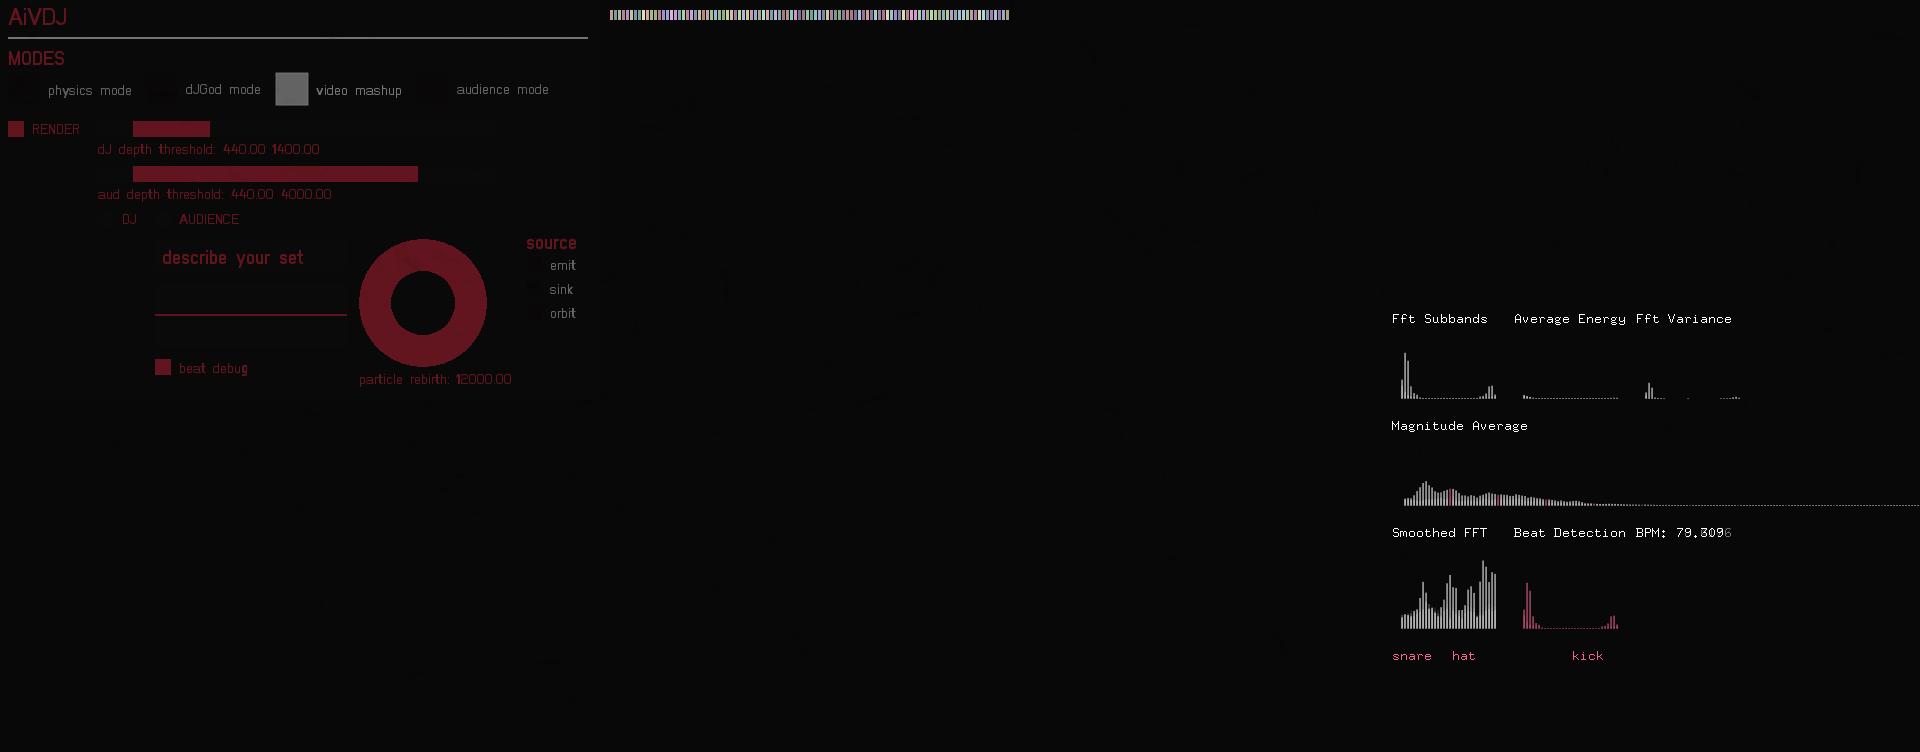 AiVDJ
MODES
physics mode dJGod mode video mashup audience mode
RENDER
dJ depth threshold: 440.00 1400.00
aud depth threshold: 440.00 4000.00
DJ AUDIENCE
describe your set
source
emit
sink
orbit
beat debug
particle rebirth: 12000.00
Fft Subbands Average Energy Fft Variance
Magnitude Average
Smoothed FFT Beat Detection BPM:
snare hat kick